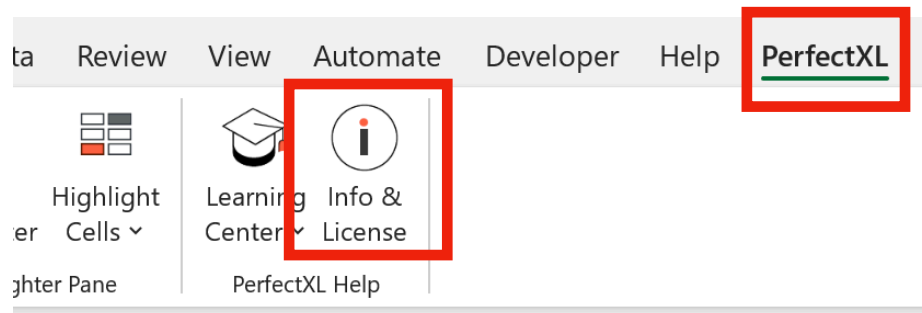 ta Review View Automate Developer Help PerfectXL
Highlight
Cells
Learning
Center
Info &
License
er
ghter Pane
PerfectXL Help